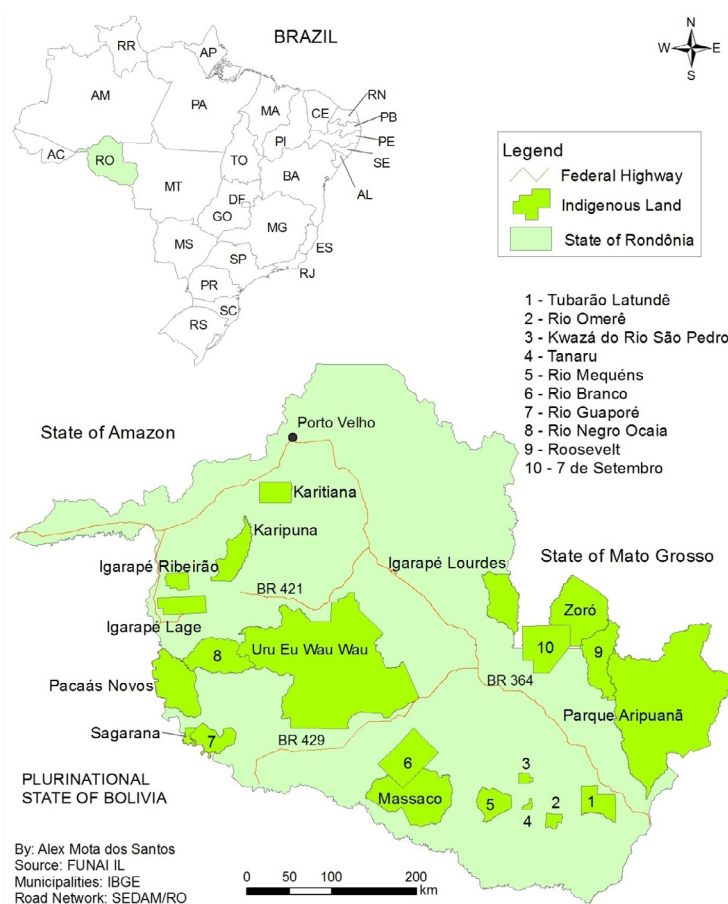 BRAZIL
N
W E
S
RR
AP
AM
PA
MA
CE
RN
PB
PE
SE
AL
PI
AC
RO
TO
MT
BA
DF
GO
MG
MS
ES
SP
RJ
PR
SC
RS
Legend
Federal Highway
Indigenous Land
State of Rondônia
1 - Tubarão Latundê
2 - Rio Omerê
3 - Kwazá do Rio São Pedro
4 - Tanaru
5 - Rio Mequéns
6 - Rio Branco
7 - Rio Guaporé
8 - Rio Negro Ocaia
9 - Roosevelt
10 - 7 de Setembro
State of Amazon
Porto Velho
Karitiana
Karipuna
Igarapé Ribeirão
Igarapé Lourdes
State of Mato Grosso
BR 421
Zoró
Igarapé Lage
Uru Eu Wau Wau
8
10
9
Pacaás Novos
BR 364
Parque Aripuanã
Sagarana
7
BR 429
6
3
PLURINATIONAL
STATE OF BOLIVIA
Massaco
5
4
2
1
By: Alex Mota dos Santos
Source: FUNAI IL
Municipalities: IBGE
Road Network: SEDAM/RO
0 50 100 200
km